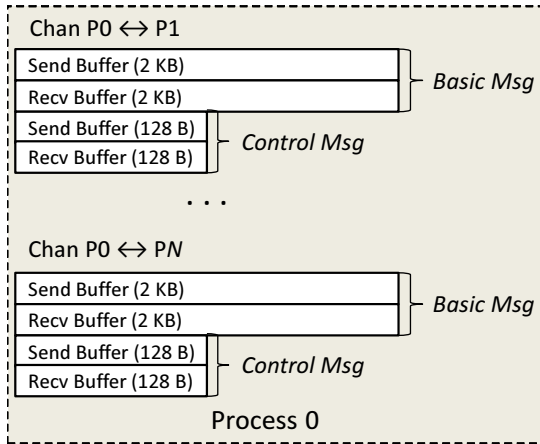 Chan P0 ↔ P1
Send Buffer (2 KB)
Recv Buffer (2 KB)
Basic Msg
Send Buffer (128 B)
Recv Buffer (128 B)
Control Msg
. . .
Chan P0 ↔ PN
Send Buffer (2 KB)
Recv Buffer (2 KB)
Basic Msg
Send Buffer (128 B)
Recv Buffer (128 B)
Control Msg
Process 0